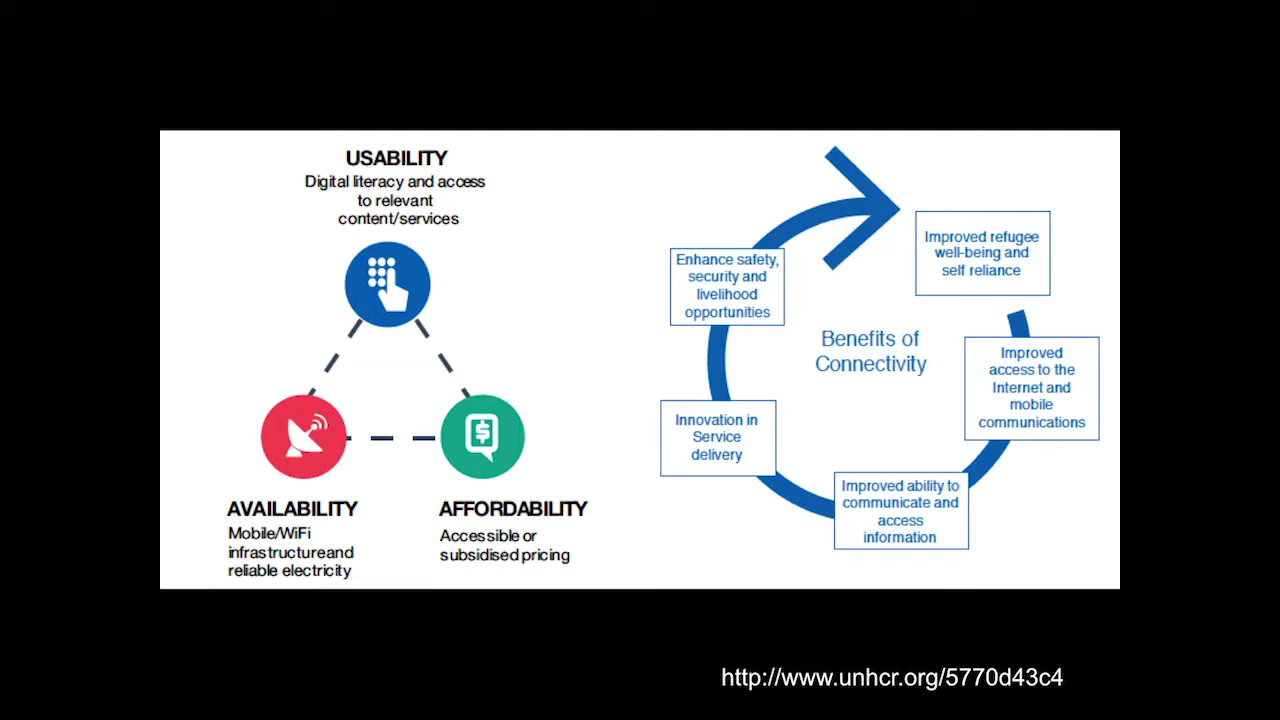 USABILITY
Digital literacy and access
to relevant
content/services
AVAILABILITY
Mobile/WiFi
infrastructure and
reliable electricity
AFFORDABILITY
Accessible or
subsidised pricing
Benefits of
Connectivity
Improved refugee
well-being and
self reliance
Improved
access to the
Internet and
mobile
communications
Improved ability to
communicate and
access
information
Innovation in
Service
delivery
Enhance safety,
security and
livelihood
opportunities
http://www.unhcr.org/5770d43c4